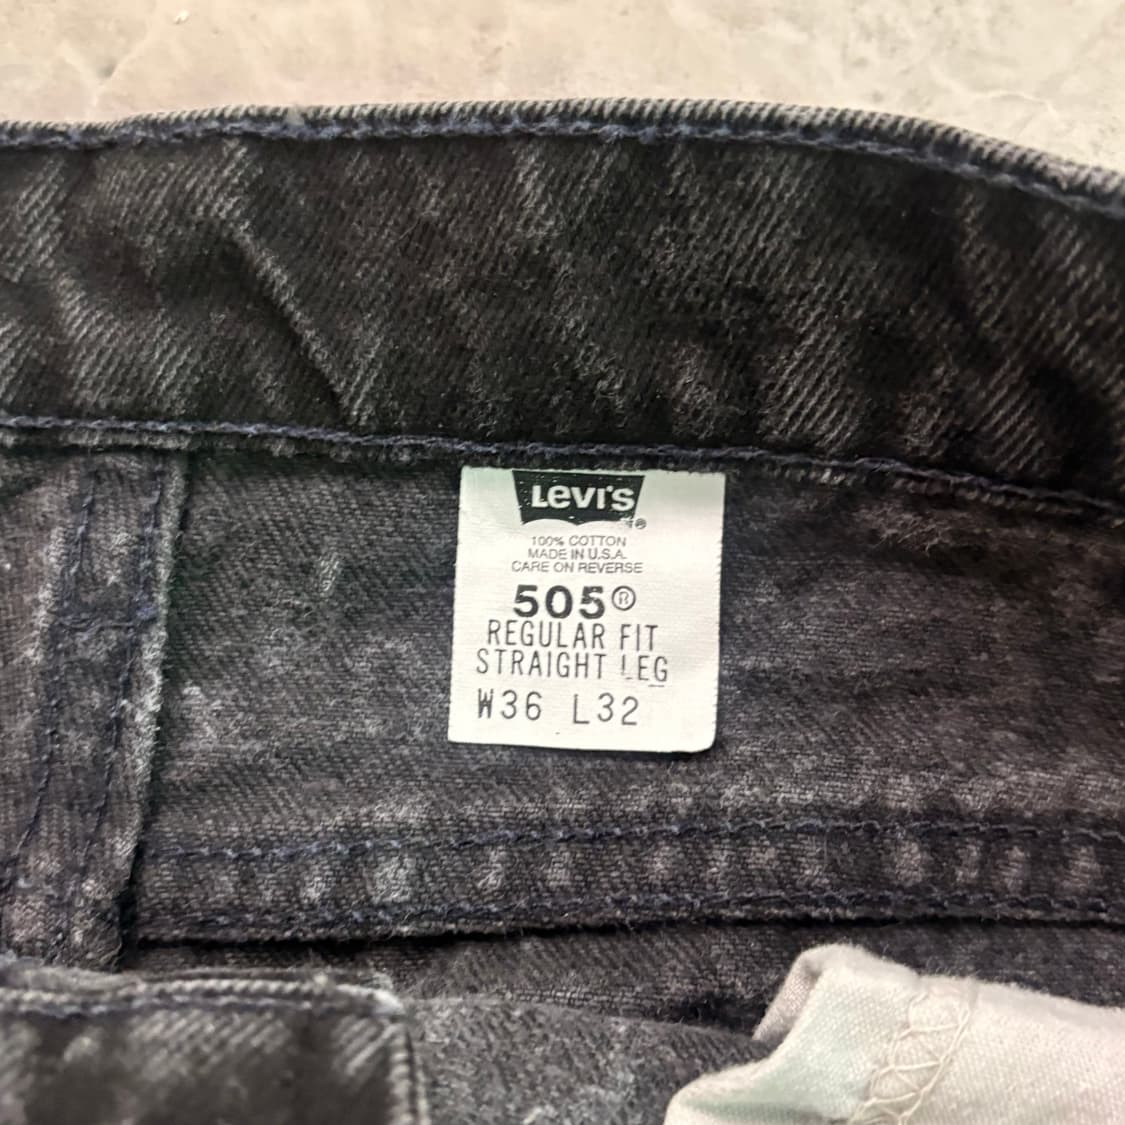 LEVI'S ®
100% COTTON
MADE IN U.S.A.
CARE ON REVERSE
505®
REGULAR FIT
STRAIGHT LEG
W36 L32